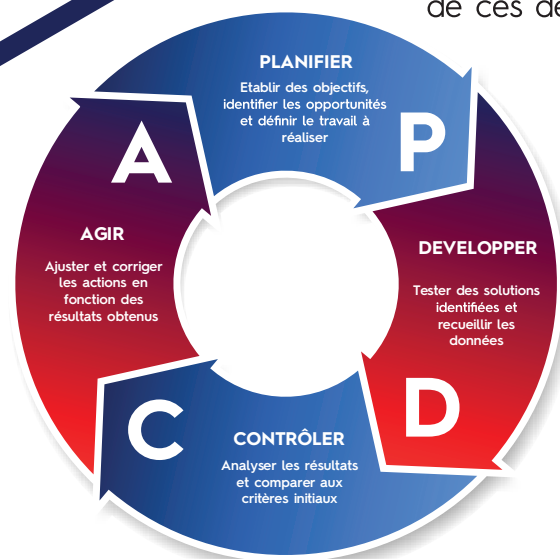 de ces de
PLANIFIER
Etablir des objectifs,
identifier les opportunités
et définir le travail à
réaliser
P
DEVELOPPER
Tester des solutions
identifiées et
recueillir les
données
D
CONTRÔLER
Analyser les résultats
et comparer aux
critères initiaux
C
AGIR
Ajuster et corriger
les actions en
fonction des
résultats obtenus
A